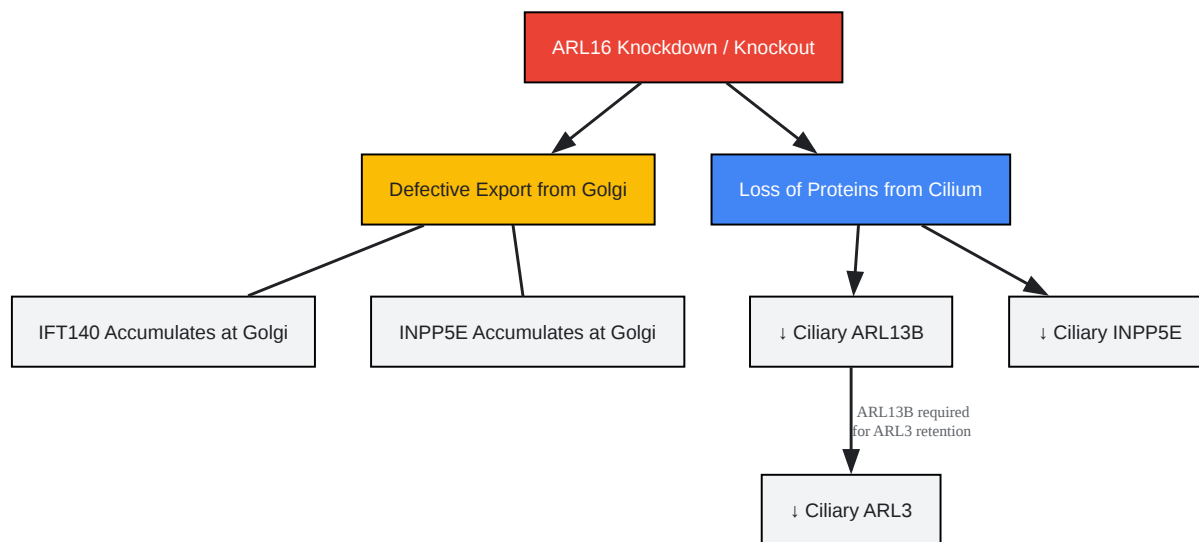 ARL16 Knockdown / Knockout
Defective Export from Golgi
Loss of Proteins from Cilium
IFT140 Accumulates at Golgi
INPP5E Accumulates at Golgi
↓ Ciliary ARL13B
↓ Ciliary INPP5E
ARL13B required
for ARL3 retention
↓ Ciliary ARL3